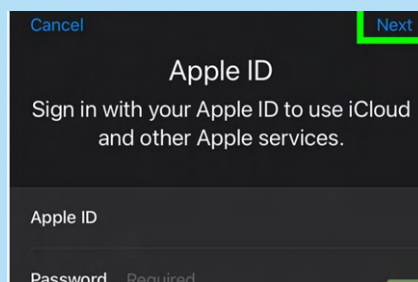 Cancel Next
Apple ID
Sign in with your Apple ID to use iCloud
and other Apple services.
Apple ID
Password Required